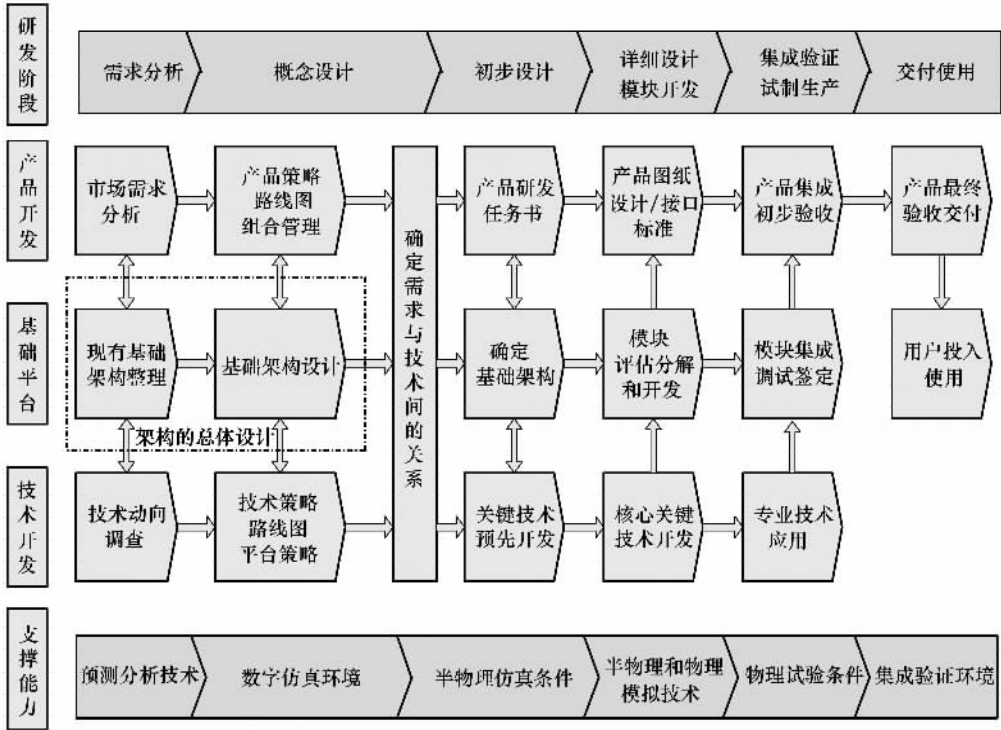 研发阶段
需求分析
概念设计
初步设计
详细设计
模块开发
集成验证
试制生产
交付使用
产品开发
市场需求
分析
产品策略
路线图
组合管理
确定需求与技术间的关系
产品研发
任务书
产品图纸
设计/接口
标准
产品集成
初步验收
产品最终
验收交付
基础平台
现有基础
架构整理
基础架构设计
架构的总体设计
确定
基础架构
模块
评估分解
和开发
模块集成
调试签定
用户投入
使用
技术开发
技术动向
调查
技术策略
路线图
平台策略
关键技术
预先开发
核心关键
技术开发
专业技术
应用
支撑能力
预测分析技术
数字仿真环境
半物理仿真条件
半物理和物理
模拟技术
物理试验条件
集成验证环境